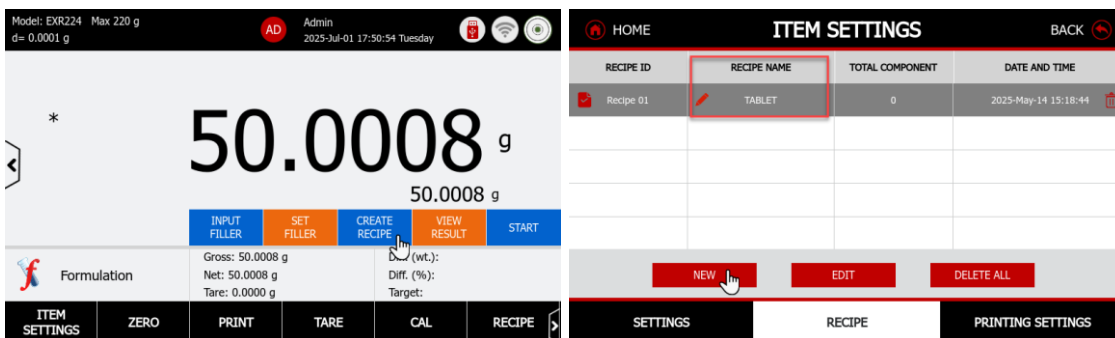 Model: EXR224 Max 220 g
d= 0.0001 g
AD
Admin
2025-Jul-01 17:50:54 Tuesday
*
50.0008 g
50.0008 g
INPUT FILLER
SET FILLER
CREATE RECIPE
VIEW RESULT
START
Formulation
Gross: 50.0008 g
Net: 50.0008 g
Tare: 0.0000 g
(wt.):
Diff. (%):
Target:
ITEM SETTINGS
ZERO
PRINT
TARE
CAL
RECIPE
HOME
ITEM SETTINGS
BACK
RECIPE ID
RECIPE NAME
TOTAL COMPONENT
DATE AND TIME
Recipe 01
TABLET
0
2025-May-14 15:18:44
NEW
EDIT
DELETE ALL
SETTINGS
RECIPE
PRINTING SETTINGS